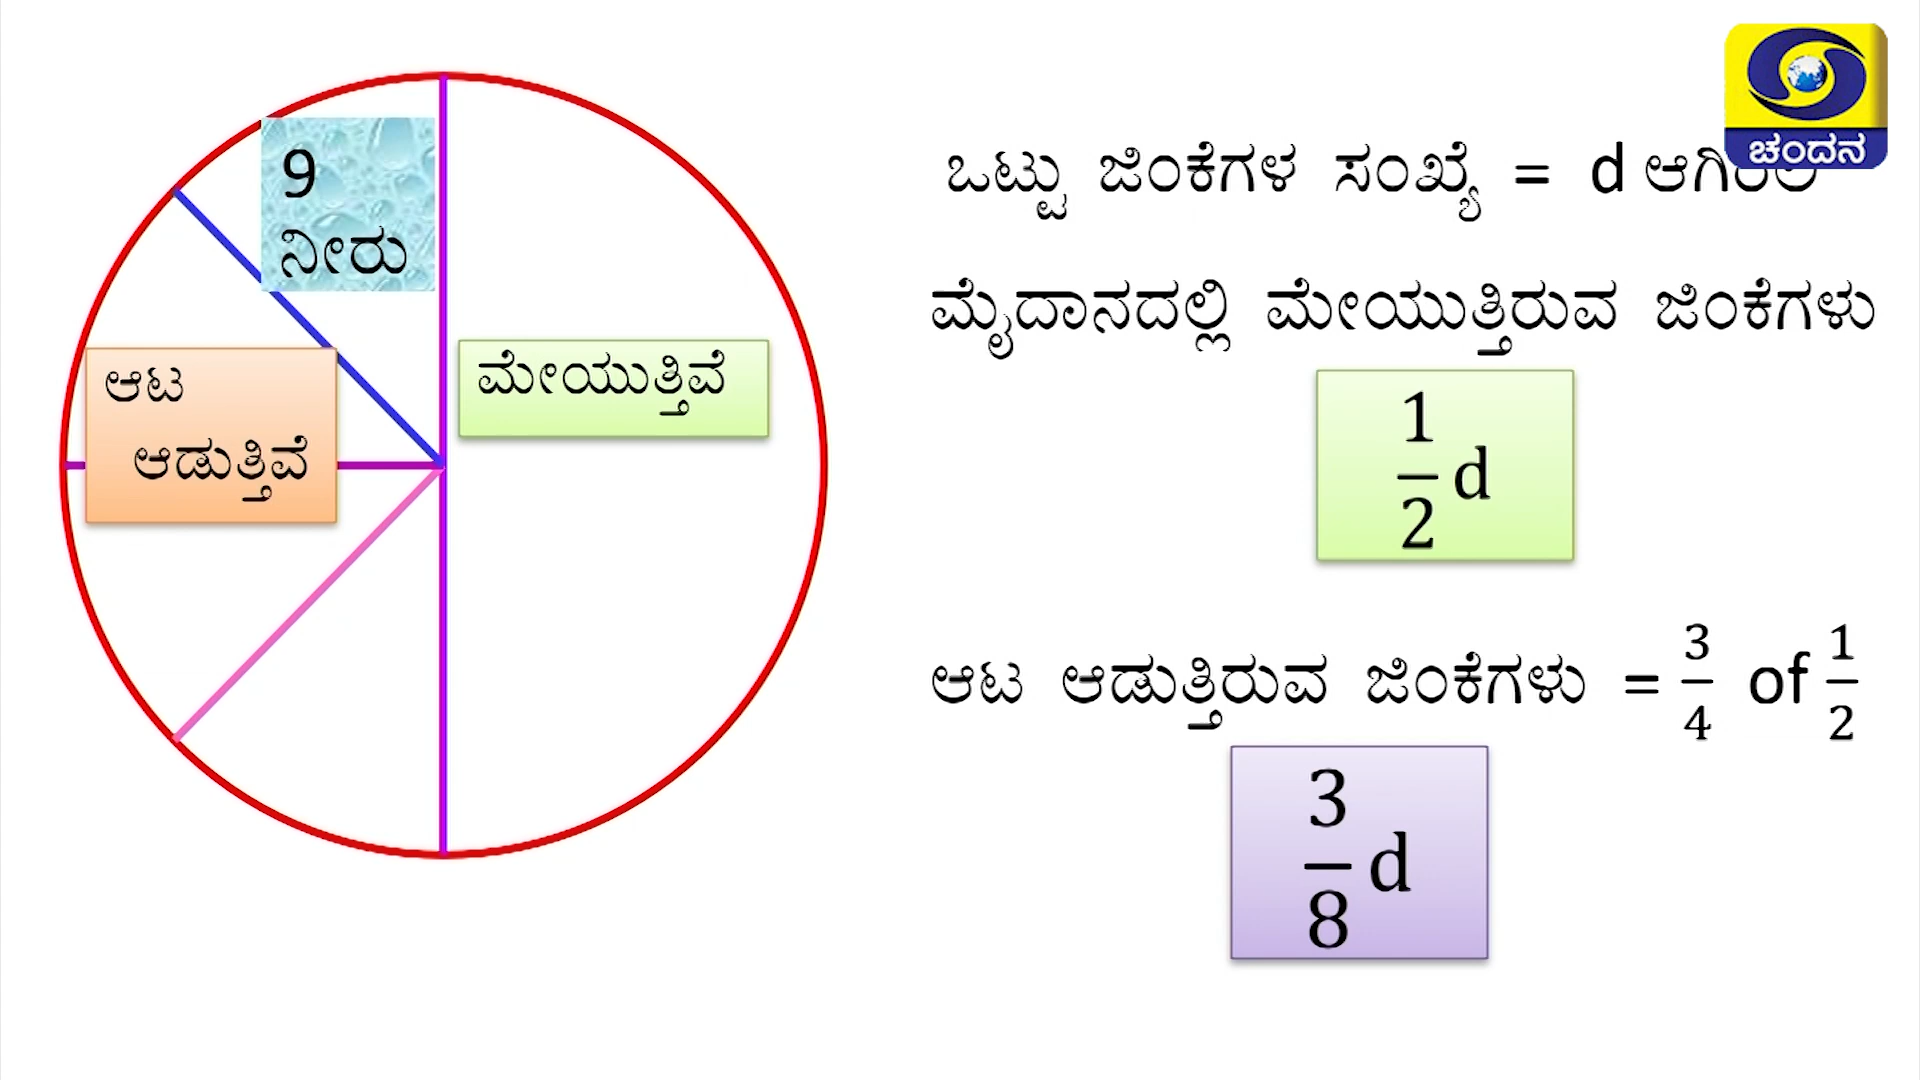 9
ನೀರು
ಆಟ
ಆಡುತ್ತಿವೆ
ಮೇಯುತ್ತಿವೆ
ಚಂದನ
ಒಟ್ಟು ಜಿಂಕೆಗಳ ಸಂಖ್ಯೆ = d
ಮೈದಾನದಲ್ಲಿ ಮೇಯುತ್ತಿರುವ ಜಿಂಕೆಗಳು
1/2 d
ಆಟ ಆಡುತ್ತಿರುವ ಜಿಂಕೆಗಳು = 3/4 of 1/2
3/8 d